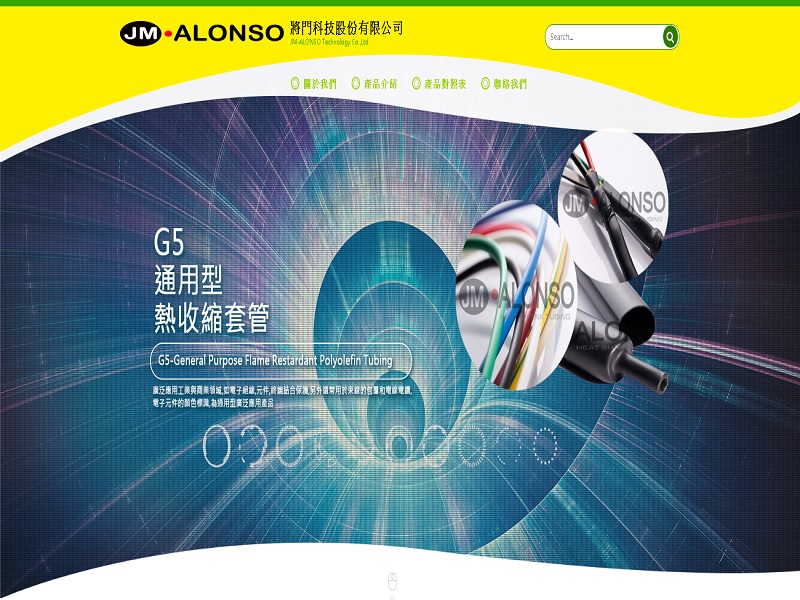 JM•ALONSO 將門科技股份有限公司
JM-ALONSO Technology Co.,Ltd
Search...
關於我們 產品介紹 產品對照表 聯絡我們
G5
通用型
熱收縮套管
G5-General Purpose Flame Restardant Polyolefin Tubing
廣泛應用工業與商業領域,如電子絕緣,元件,終端結合保護,另外還常用於束線的包覆和電線電纜,
電子元件的顏色標識,為通用型廣泛應用產品
JM•ALONSO
JM•ALONSO
ALONSO